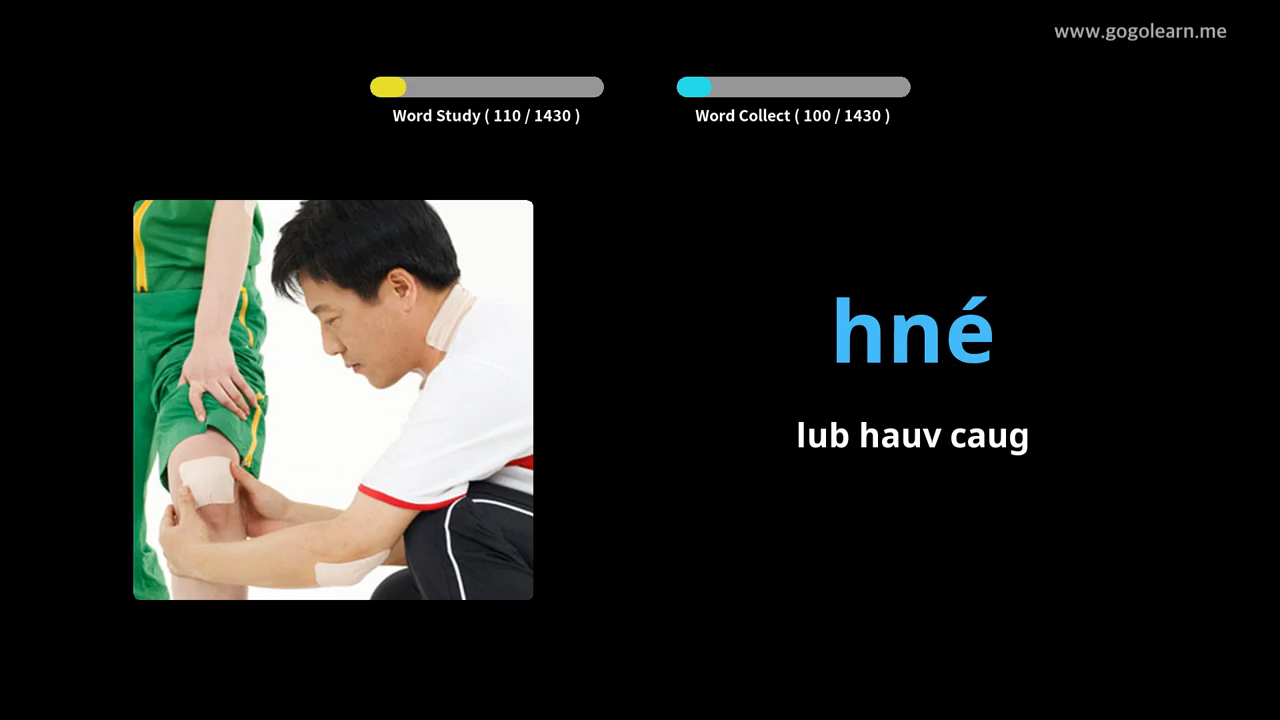 www.gogolearn.me
Word Study ( 110 / 1430 )
Word Collect ( 100 / 1430 )
hné
lub hauv caug